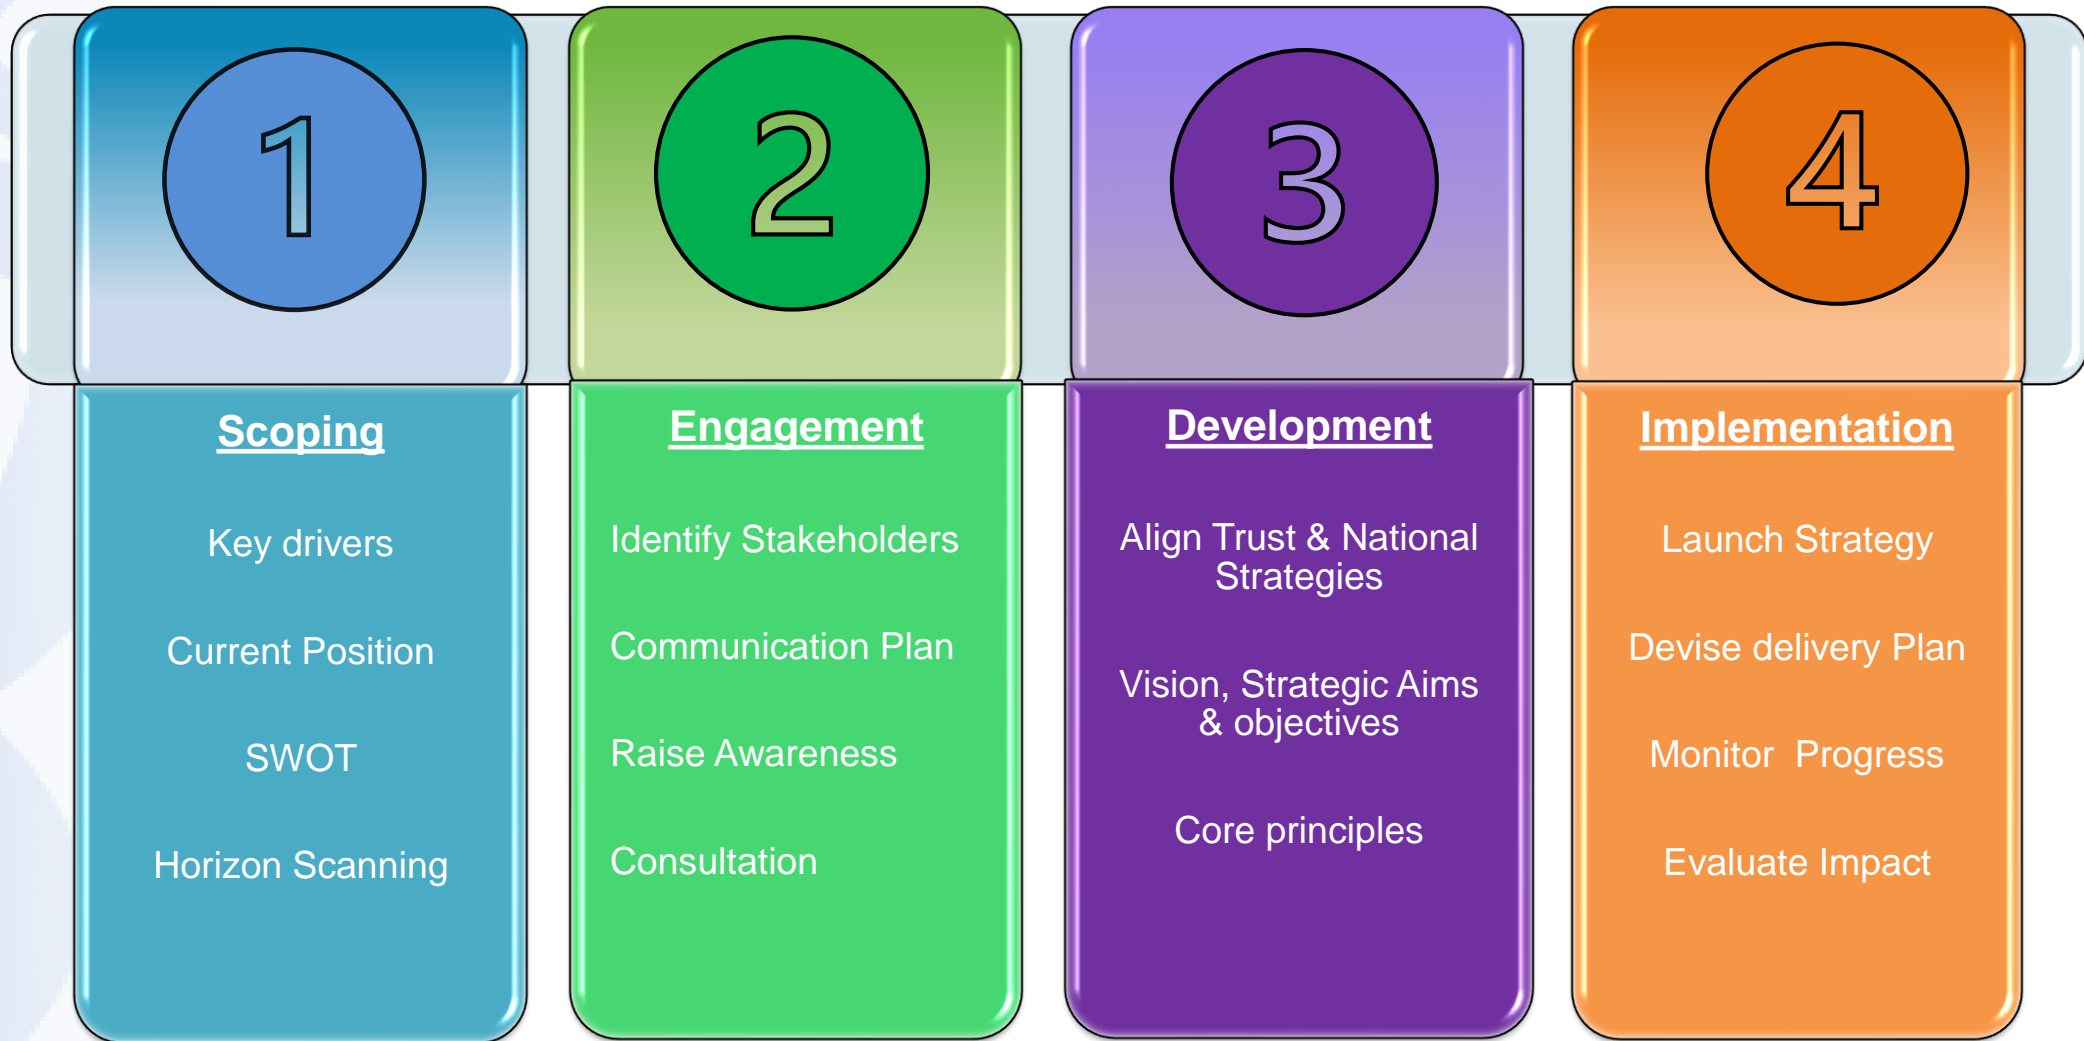 1
Scoping
Key drivers
Current Position
SWOT
Horizon Scanning
2
Engagement
Identify Stakeholders
Communication Plan
Raise Awareness
Consultation
3
Development
Align Trust & National
Strategies
Vision, Strategic Aims
& objectives
Core principles
4
Implementation
Launch Strategy
Devise delivery Plan
Monitor  Progress
Evaluate Impact